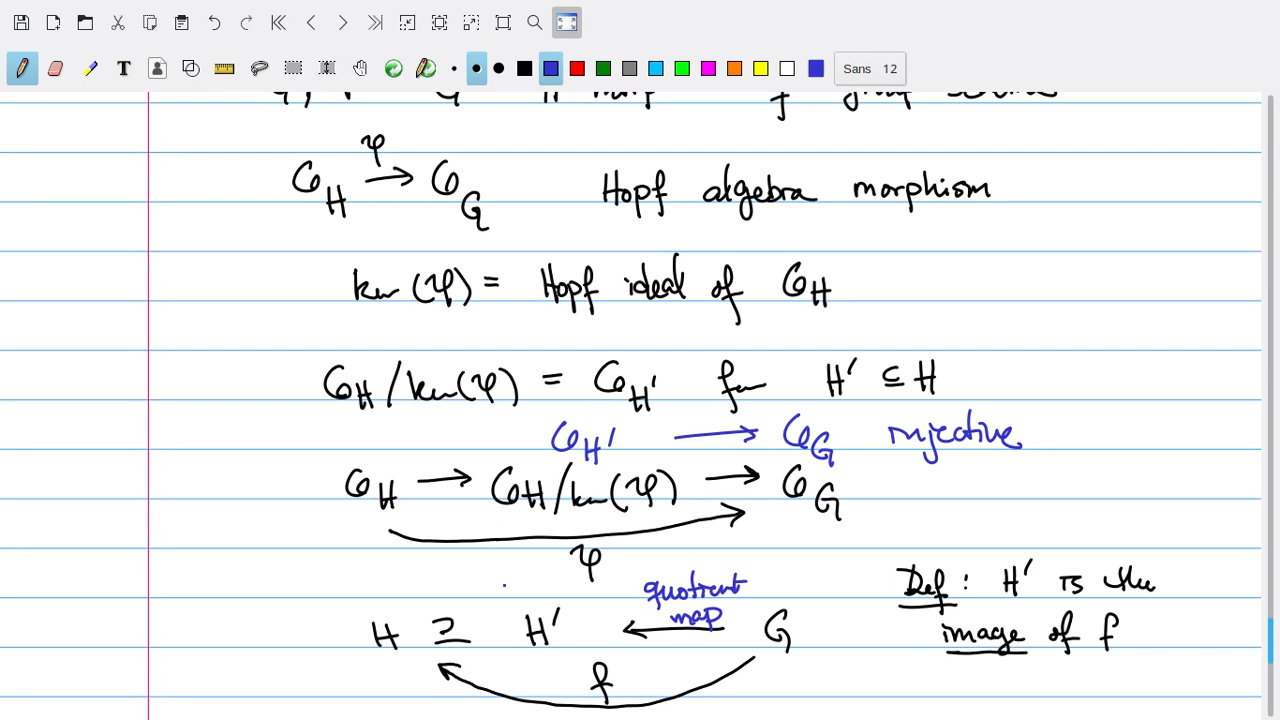 Sans 12
𝒪_H →^ψ 𝒪_G Hopf algebra morphism
ker(ψ) = Hopf ideal of 𝒪_H
𝒪_H/ker(ψ) = 𝒪_H' for H' ⊆ H
𝒪_H' → 𝒪_G injective
𝒪_H → 𝒪_H/ker(ψ) → 𝒪_G
ψ
quotient
map
H ⊇ H' ← G
f
Def: H' is the
image of f